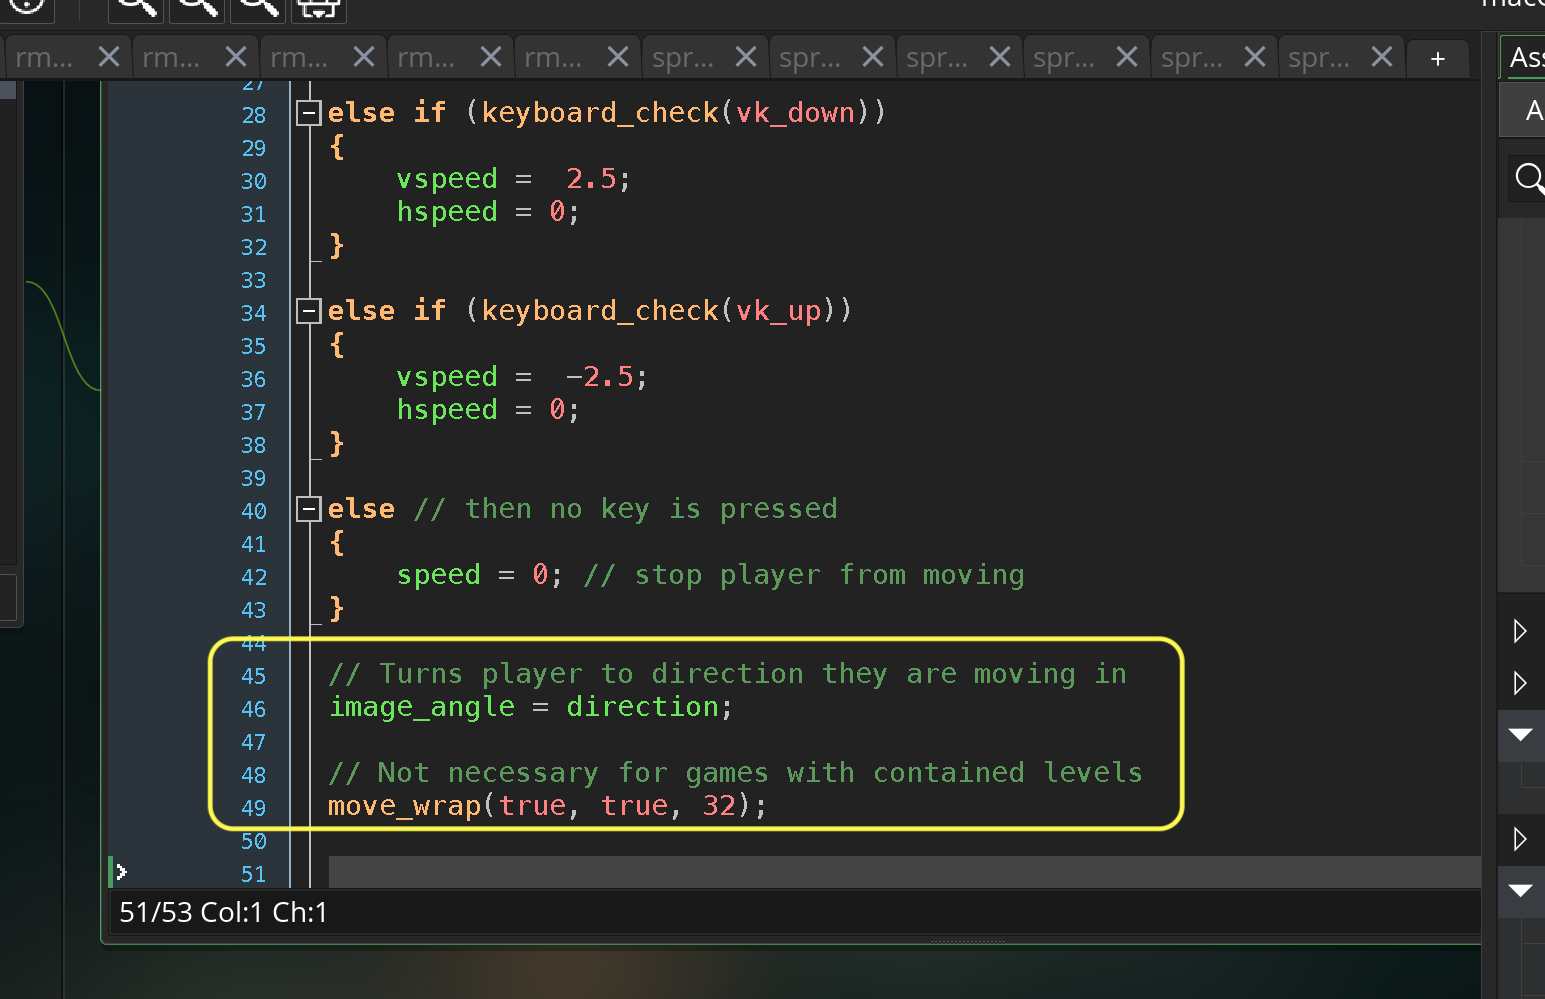 rm... rm... rm... rm... rm... spr... spr... spr... spr... spr... spr... +
27
28 else if (keyboard_check(vk_down))
29 {
30 vspeed =  2.5;
31 hspeed = 0;
32 }
33
34 else if (keyboard_check(vk_up))
35 {
36 vspeed =  -2.5;
37 hspeed = 0;
38 }
39
40 else // then no key is pressed
41 {
42 speed = 0; // stop player from moving
43 }
44
45 // Turns player to direction they are moving in
46 image_angle = direction;
47
48 // Not necessary for games with contained levels
49 move_wrap(true, true, 32);
50
51
51/53 Col:1 Ch:1